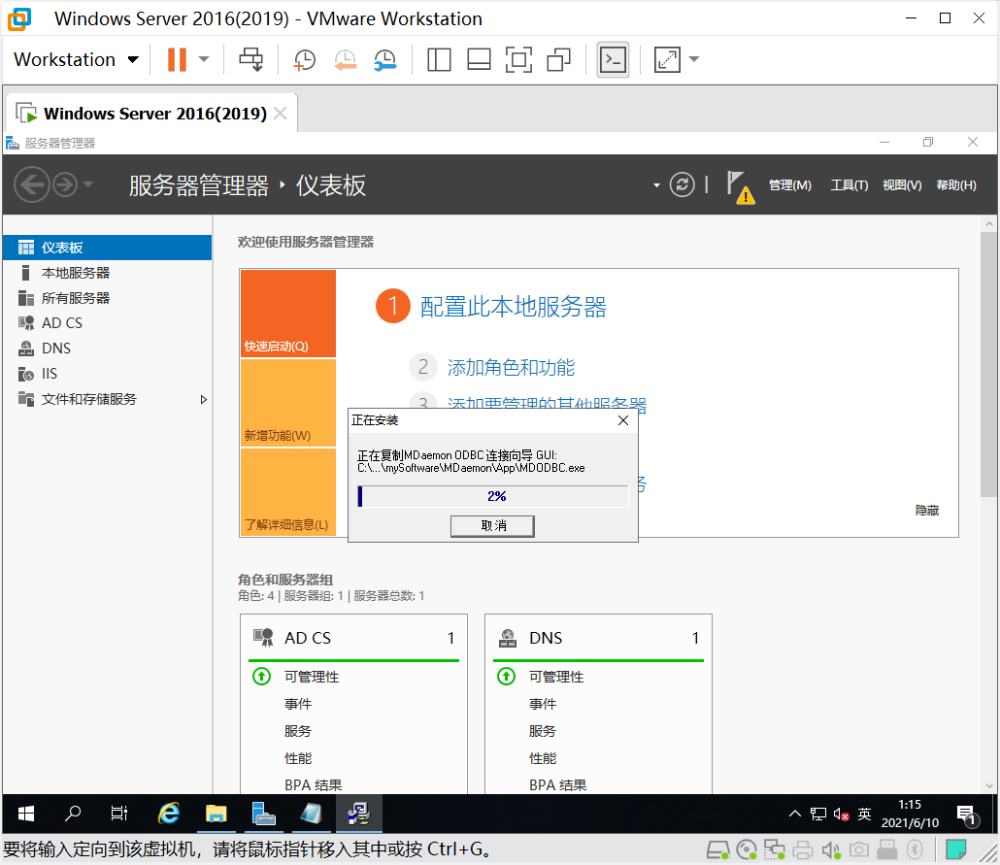 Windows Server 2016(2019) - VMware Workstation
Workstation
Windows Server 2016(2019)
服务器管理器
服务器管理器 仪表板
管理(M) 工具(T) 视图(V) 帮助(H)
仪表板
本地服务器
所有服务器
AD CS
DNS
IIS
文件和存储服务
欢迎使用服务器管理器
快速启动(Q)
新增功能(W)
了解详细信息(L)
1 配置此本地服务器
2 添加角色和功能
3 添加要管理的其他服务器
务
隐藏
正在安装
正在复制MDaemon ODBC 连接向导 GUI:
C:\...\mySoftware\MDaemon\App\MDODBC.exe
2%
取消
角色和服务器组
角色: 4 | 服务器组: 1 | 服务器总数: 1
AD CS 1
可管理性
事件
服务
性能
BPA 结果
DNS 1
可管理性
事件
服务
性能
BPA 结果
英
1:15
2021/6/10
1
要将输入定向到该虚拟机，请将鼠标指针移入其中或按 Ctrl+G。